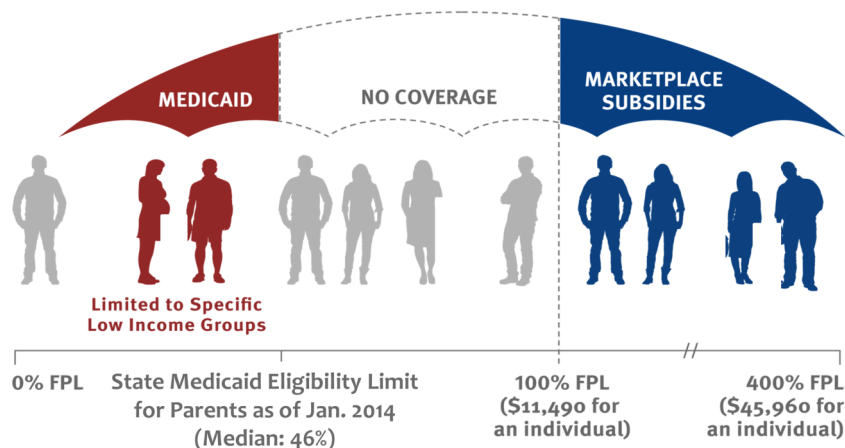 MEDICAID
NO COVERAGE
MARKETPLACE
SUBSIDIES
Limited to Specific
Low Income Groups
0% FPL
State Medicaid Eligibility Limit
for Parents as of Jan. 2014
(Median: 46%)
100% FPL
($11,490 for
an individual)
400% FPL
($45,960 for
an individual)